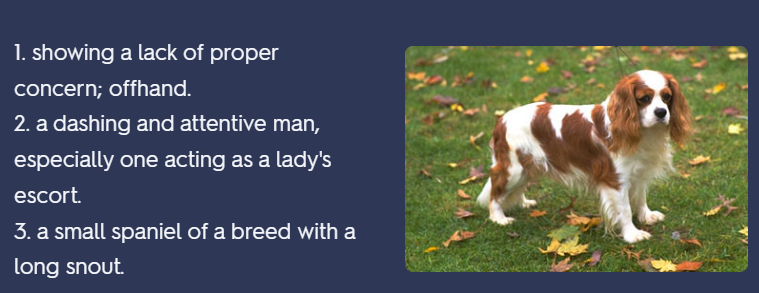 1. showing a lack of proper
concern; offhand.
2. a dashing and attentive man,
especially one acting as a lady's
escort.
3. a small spaniel of a breed with a
long snout.